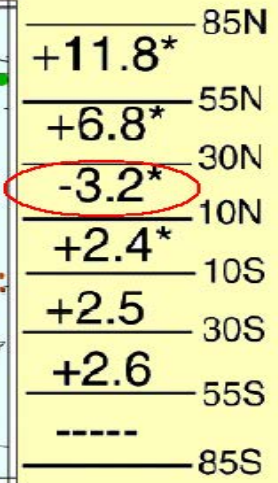 85N
+11.8*
55N
+6.8*
30N
-3.2*
10N
+2.4*
10S
+2.5
30S
+2.6
55S
-----
85S